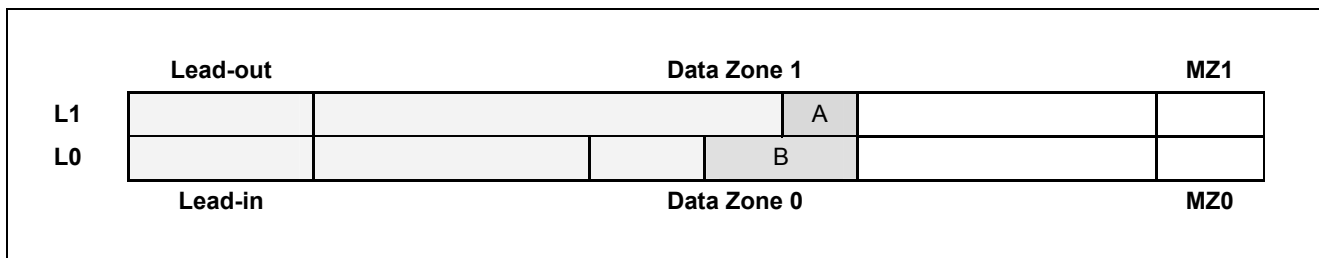 Lead-out Data Zone 1 MZ1
L1 A
L0 B
Lead-in Data Zone 0 MZ0